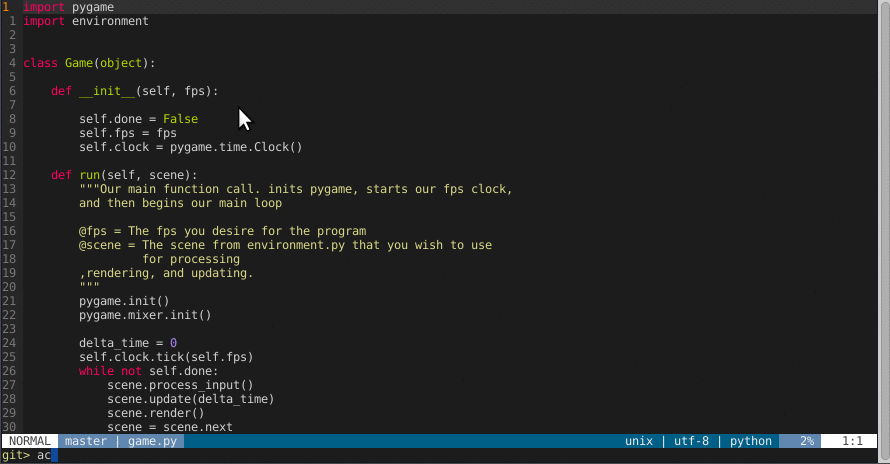 1 import pygame
1 import environment
2
3
4 class Game(object):
5
6     def __init__(self, fps):
7
8         self.done = False
9         self.fps = fps
10         self.clock = pygame.time.Clock()
11
12     def run(self, scene):
13         """Our main function call. inits pygame, starts our fps clock,
14         and then begins our main loop
15
16         @fps = The fps you desire for the program
17         @scene = The scene from environment.py that you wish to use
18                  for processing
19         ,rendering, and updating.
20         """
21         pygame.init()
22         pygame.mixer.init()
23
24         delta_time = 0
25         self.clock.tick(self.fps)
26         while not self.done:
27             scene.process_input()
28             scene.update(delta_time)
29             scene.render()
30             scene = scene.next
NORMAL master | game.py unix | utf-8 | python 2% 1:1
git> ac